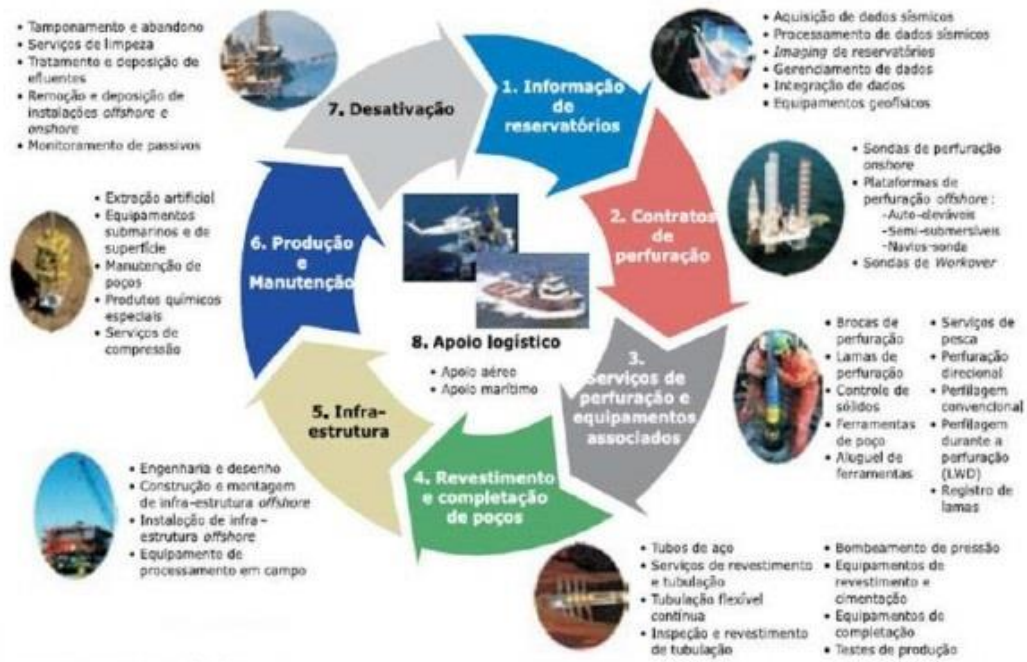 1. Informação
de
reservatórios
• Aquisição de dados sísmicos
• Processamento de dados sísmicos
• Imaging de reservatórios
• Gerenciamento de dados
• Integração de dados
• Equipamentos geofísicos
2. Contratos
de
perfuração
• Sondas de perfuração
onshore
• Plataformas de
perfuração offshore:
-Auto-eleváveis
-Semi-submersíveis
-Navios-sonda
• Sondas de Workover
3.
Serviços de
perfuração e
equipamentos
associados
• Brocas de
perfuração
• Lamas de
perfuração
• Controle de
sólidos
• Ferramentas
de poço
• Aluguel de
ferramentas
• Serviços de
pesca
• Perfuração
direcional
• Perfilagem
convencional
• Perfilagem
durante a
perfuração
(LWD)
• Registro de
lamas
4. Revestimento
e completação
de poços
• Tubos de aço
• Serviços de revestimento
e tubulação
• Tubulação flexível
contínua
• Inspeção e revestimento
de tubulação
• Bombeamento de pressão
• Equipamentos de
revestimento e
cimentação
• Equipamentos de
completação
• Testes de produção
5. Infra-
estrutura
• Engenharia e desenho
• Construção e montagem
de infra-estrutura offshore
• Instalação de infra-
estrutura offshore
• Equipamento de
processamento em campo
6. Produção
e
Manutenção
• Extração artificial
• Equipamentos
submarinos e de
superfície
• Manutenção de
poços
• Produtos químicos
especiais
• Serviços de
compressão
7. Desativação
• Tamponamento e abandono
• Serviços de limpeza
• Tratamento e deposição de
efluentes
• Remoção e deposição de
instalações offshore e
onshore
• Monitoramento de passivos
8. Apoio logístico
• Apoio aéreo
• Apoio marítimo